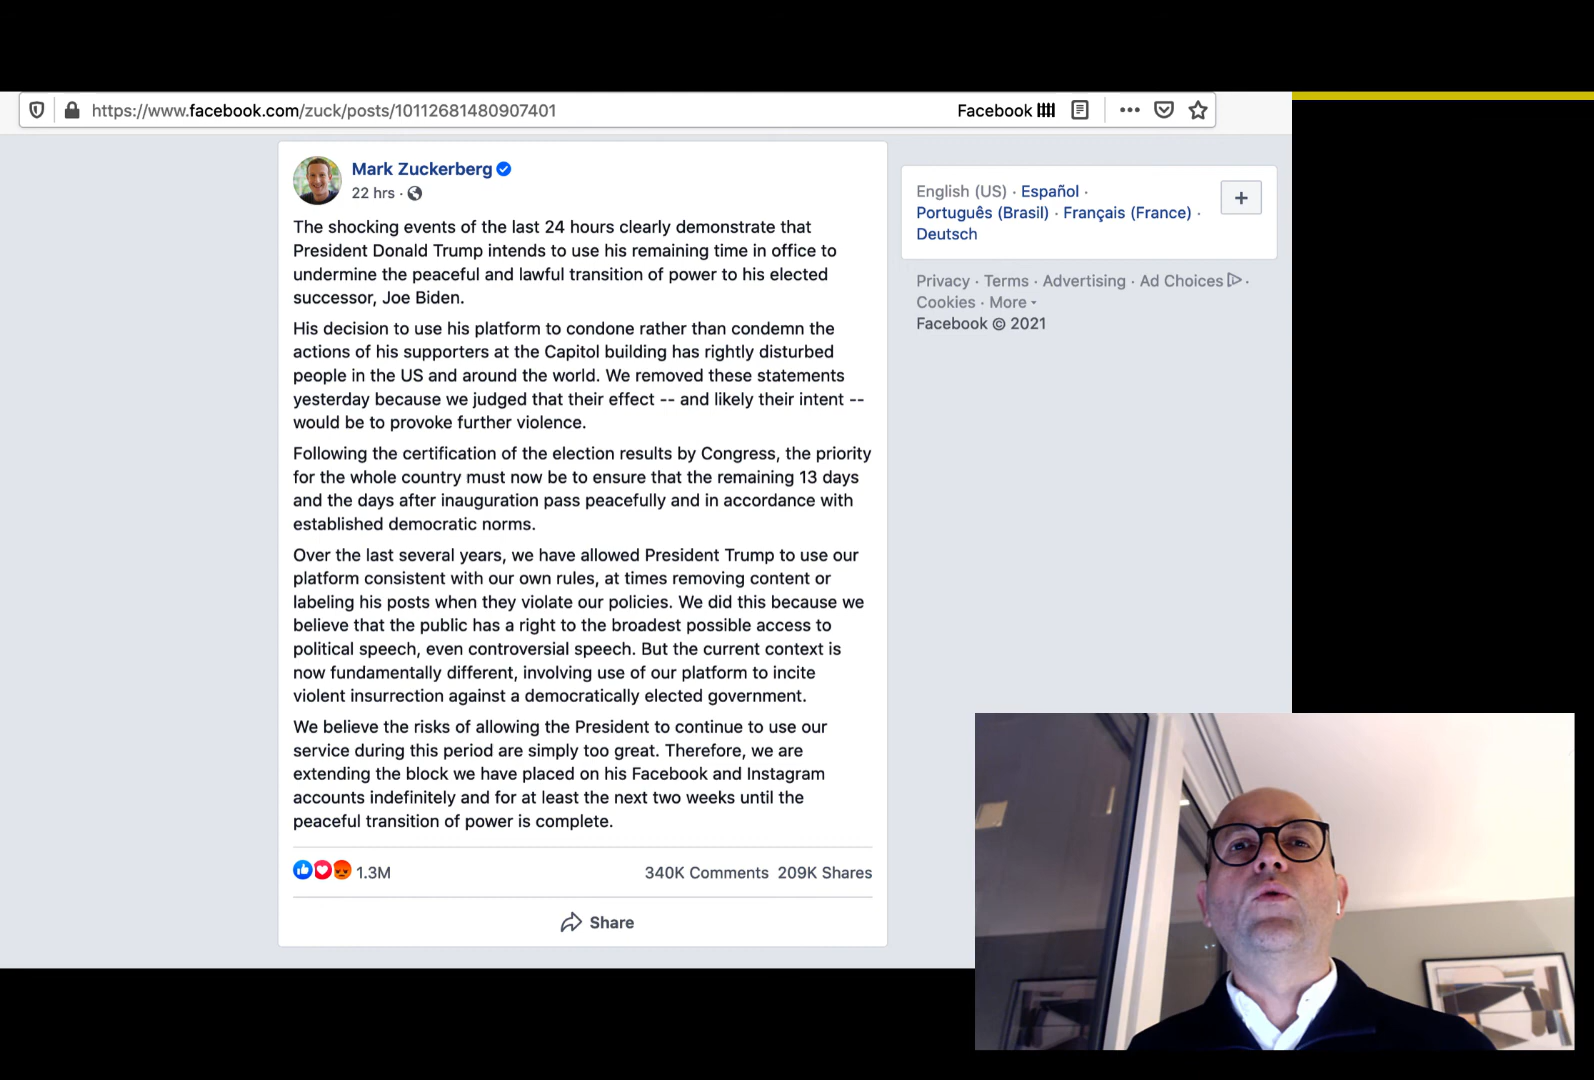 https://www.facebook.com/zuck/posts/10112681480907401
Facebook
Mark Zuckerberg
22 hrs ·
The shocking events of the last 24 hours clearly demonstrate that
President Donald Trump intends to use his remaining time in office to
undermine the peaceful and lawful transition of power to his elected
successor, Joe Biden.
His decision to use his platform to condone rather than condemn the
actions of his supporters at the Capitol building has rightly disturbed
people in the US and around the world. We removed these statements
yesterday because we judged that their effect -- and likely their intent --
would be to provoke further violence.
Following the certification of the election results by Congress, the priority
for the whole country must now be to ensure that the remaining 13 days
and the days after inauguration pass peacefully and in accordance with
established democratic norms.
Over the last several years, we have allowed President Trump to use our
platform consistent with our own rules, at times removing content or
labeling his posts when they violate our policies. We did this because we
believe that the public has a right to the broadest possible access to
political speech, even controversial speech. But the current context is
now fundamentally different, involving use of our platform to incite
violent insurrection against a democratically elected government.
We believe the risks of allowing the President to continue to use our
service during this period are simply too great. Therefore, we are
extending the block we have placed on his Facebook and Instagram
accounts indefinitely and for at least the next two weeks until the
peaceful transition of power is complete.
1.3M
340K Comments 209K Shares
Share
English (US) · Español ·
Português (Brasil) · Français (France) ·
Deutsch
+
Privacy · Terms · Advertising · Ad Choices ·
Cookies · More
Facebook © 2021